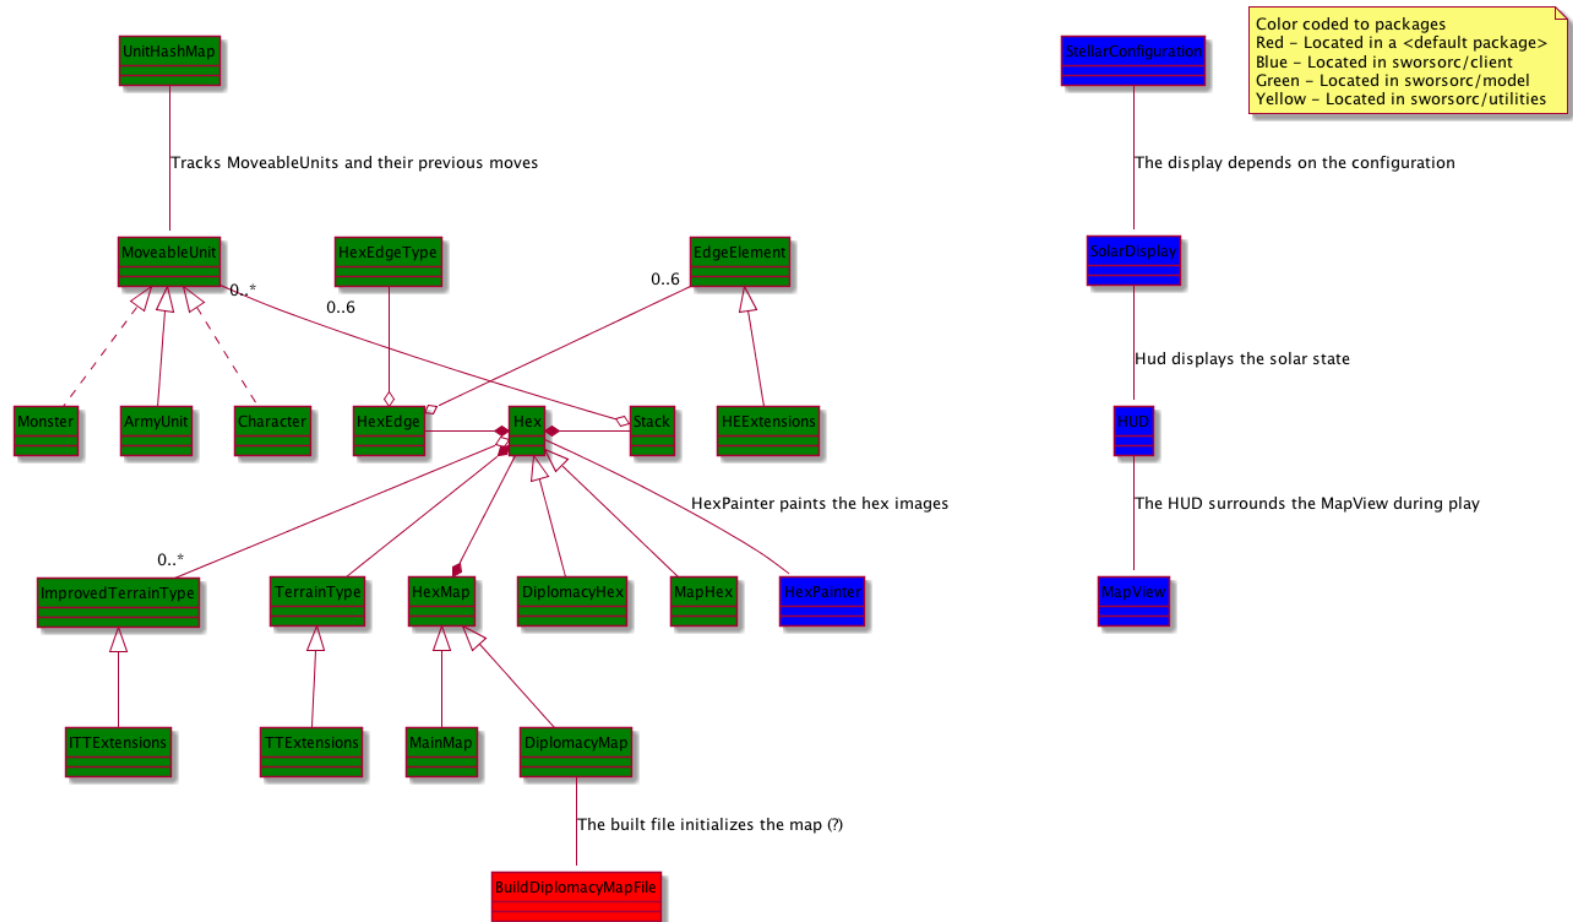 UnitHashMap
StellarConfiguration
Color coded to packages
Red – Located in a <default package>
Blue – Located in sworsorc/client
Green – Located in sworsorc/model
Yellow – Located in sworsorc/utilities
Tracks MoveableUnits and their previous moves
The display depends on the configuration
MoveableUnit
HexEdgeType
EdgeElement
SolarDisplay
0..*
0..6
0..6
Hud displays the solar state
Monster
ArmyUnit
Character
HexEdge
Hex
Stack
HEExtensions
HUD
HexPainter paints the hex images
The HUD surrounds the MapView during play
0..*
ImprovedTerrainType
TerrainType
HexMap
DiplomacyHex
MapHex
HexPainter
MapView
ITTExtensions
TTExtensions
MainMap
DiplomacyMap
The built file initializes the map (?)
BuildDiplomacyMapFile